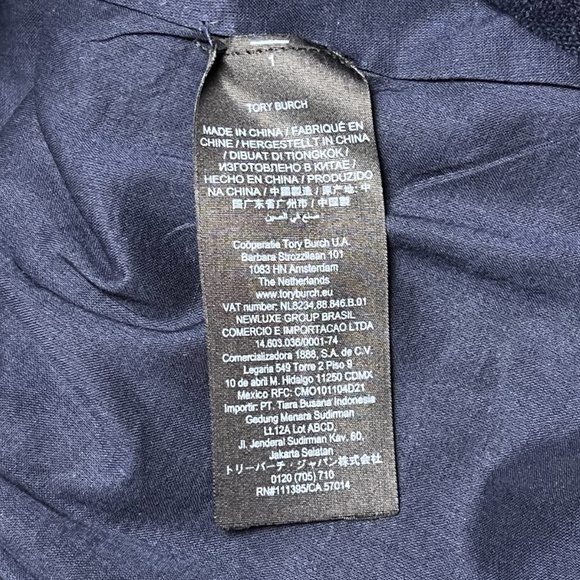 1
TORY BURCH
MADE IN CHINA / FABRIQUÉ EN
CHINE / HERGESTELLT IN CHINA
/ DIBUAT DI TIONGKOK /
ИЗГОТОВЛЕНО В КИТАЕ /
HECHO EN CHINA / PRODUZIDO
NA CHINA / 中國製造 / 原产地: 中
国广东省广州市 / 中国製
صنع في الصين
Coöperatie Tory Burch U.A.
Barbara Strozzilaan 101
1083 HN Amsterdam
The Netherlands
www.toryburch.eu
VAT number: NL8234.88.846.B.01
NEWLUXE GROUP BRASIL
COMERCIO E IMPORTACAO LTDA
14.603.036/0001-74
Comercializadora 1888, S.A. de C.V.
Legaria 549 Torre 2 Piso 9
10 de abril M. Hidalgo 11250 CDMX
México RFC: CMO101104D21
Importir: PT. Tiara Busana Indonesia
Gedung Menara Sudirman
Lt.12A Lot ABCD,
Jl. Jenderal Sudirman Kav. 60,
Jakarta Selatan
トリーバーチ・ジャパン株式会社
0120 (705) 710
RN#111395/CA 57014